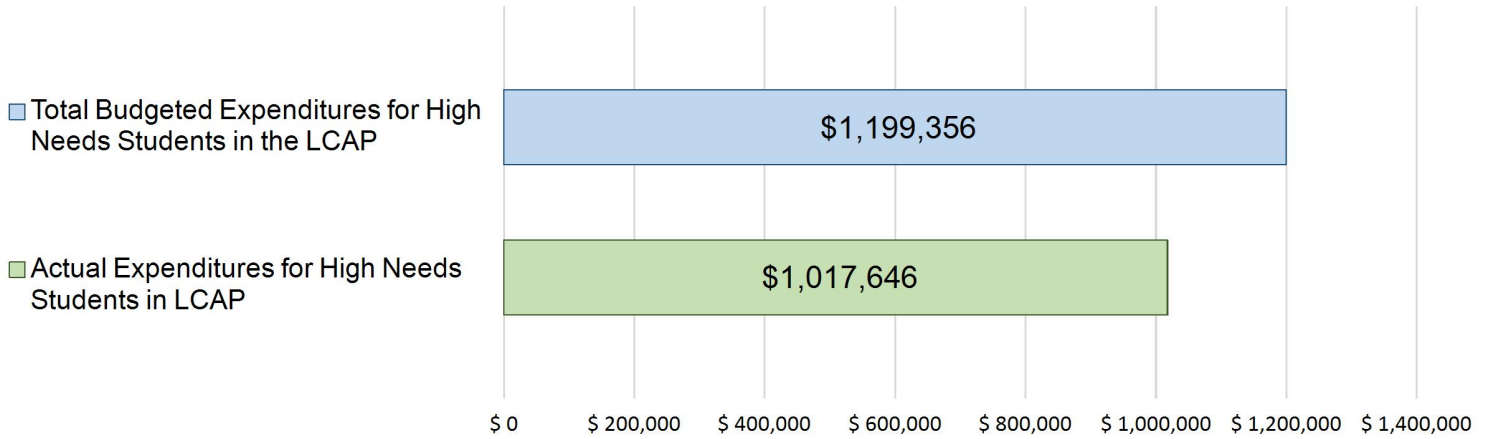 Total Budgeted Expenditures for High
Needs Students in the LCAP
$1,199,356
Actual Expenditures for High Needs
Students in LCAP
$1,017,646
$ 0 $ 200,000 $ 400,000 $ 600,000 $ 800,000 $ 1,000,000 $ 1,200,000 $ 1,400,000